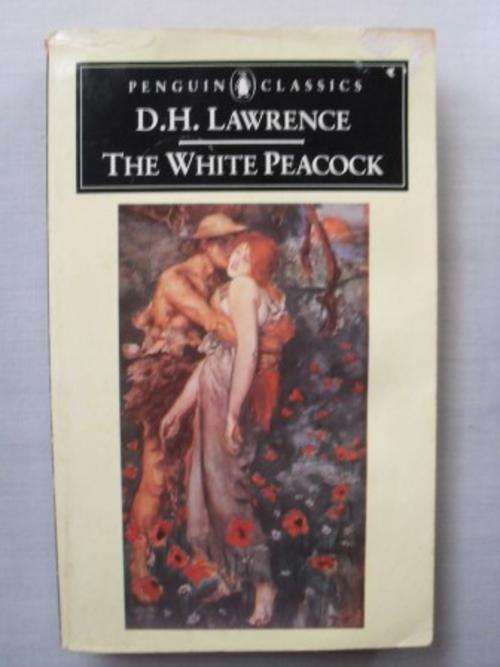 PENGUIN CLASSICS
D.H. LAWRENCE
THE WHITE PEACOCK